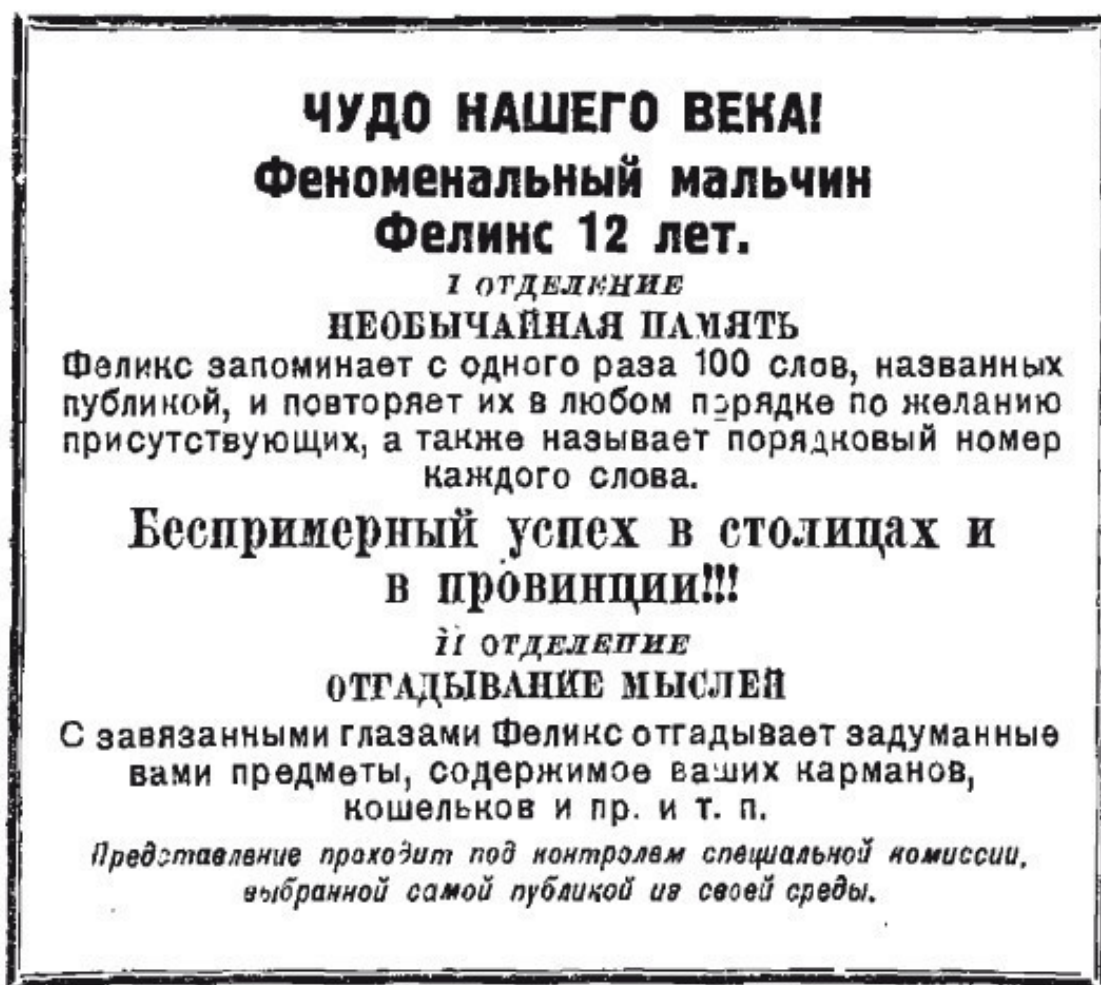 ЧУДО НАШЕГО ВЕКА!
Феноменальный мальчик
Феликс 12 лет.
I ОТДЕЛЕНИЕ
НЕОБЫЧАЙНАЯ ПАМЯТЬ
Феликс запоминает с одного раза 100 слов, названных
публикой, и повторяет их в любом порядке по желанию
присутствующих, а также называет порядковый номер
каждого слова.
Беспримерный успех в столицах и
в провинции!!!
II ОТДЕЛЕНИЕ
ОТГАДЫВАНИЕ МЫСЛЕЙ
С завязанными глазами Феликс отгадывает задуманные
вами предметы, содержимое ваших карманов,
кошельков и пр. и т. п.
Представление проходит под контролем специальной комиссии,
выбранной самой публикой из своей среды.